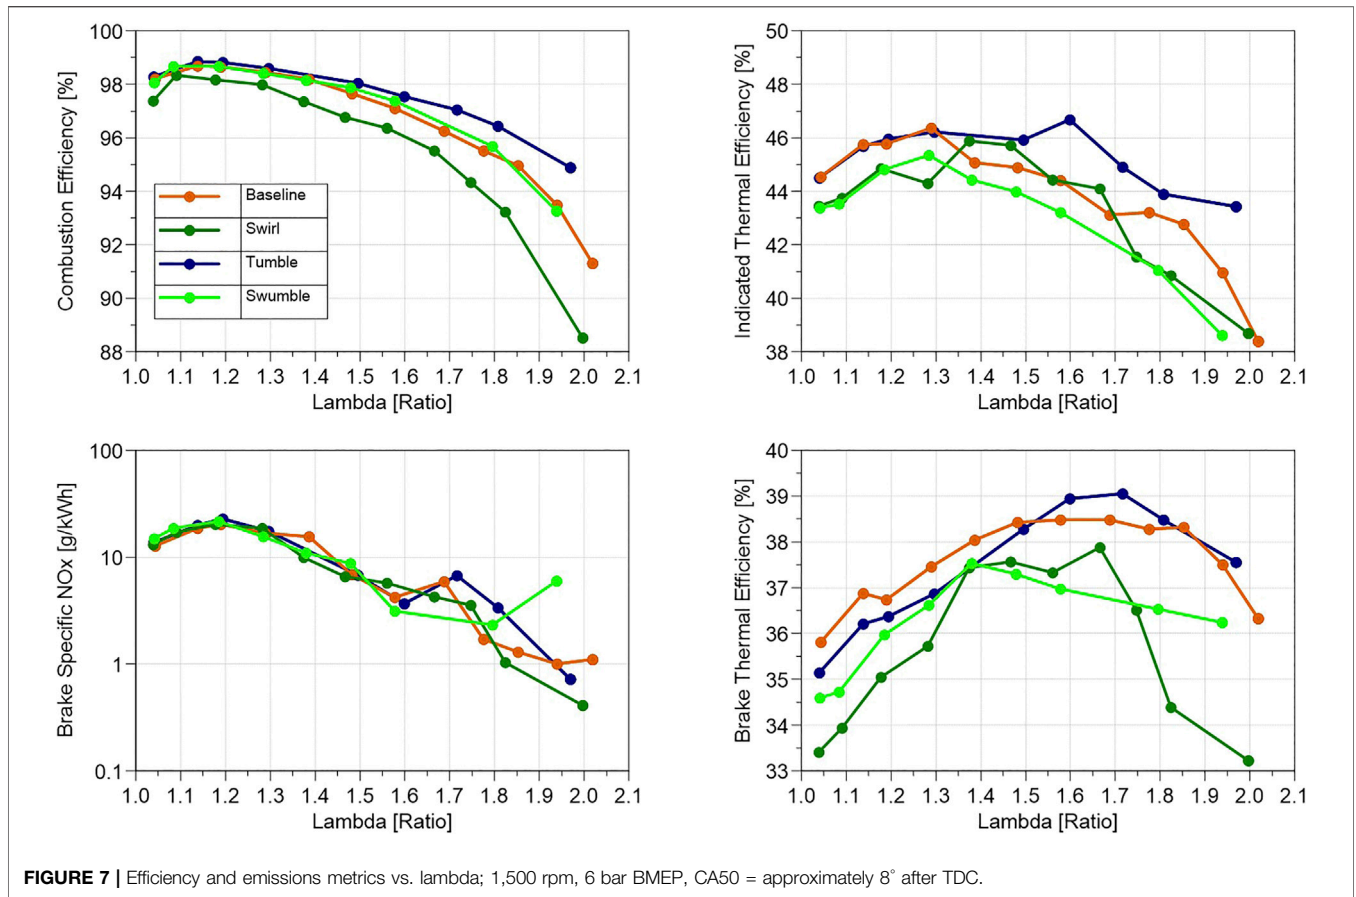 100
98
96
94
92
90
88
Combustion Efficiency [%]
Baseline
Swirl
Tumble
Swumble
1.0 1.1 1.2 1.3 1.4 1.5 1.6 1.7 1.8 1.9 2.0 2.1
Lambda [Ratio]
50
48
46
44
42
40
38
Indicated Thermal Efficiency [%]
1.0 1.1 1.2 1.3 1.4 1.5 1.6 1.7 1.8 1.9 2.0 2.1
Lambda [Ratio]
100
10
1
0.1
Brake Specific NOx [g/kWh]
1.0 1.1 1.2 1.3 1.4 1.5 1.6 1.7 1.8 1.9 2.0 2.1
Lambda [Ratio]
40
39
38
37
36
35
34
33
Brake Thermal Efficiency [%]
1.0 1.1 1.2 1.3 1.4 1.5 1.6 1.7 1.8 1.9 2.0 2.1
Lambda [Ratio]
FIGURE 7 | Efficiency and emissions metrics vs. lambda; 1,500 rpm, 6 bar BMEP, CA50 = approximately 8° after TDC.